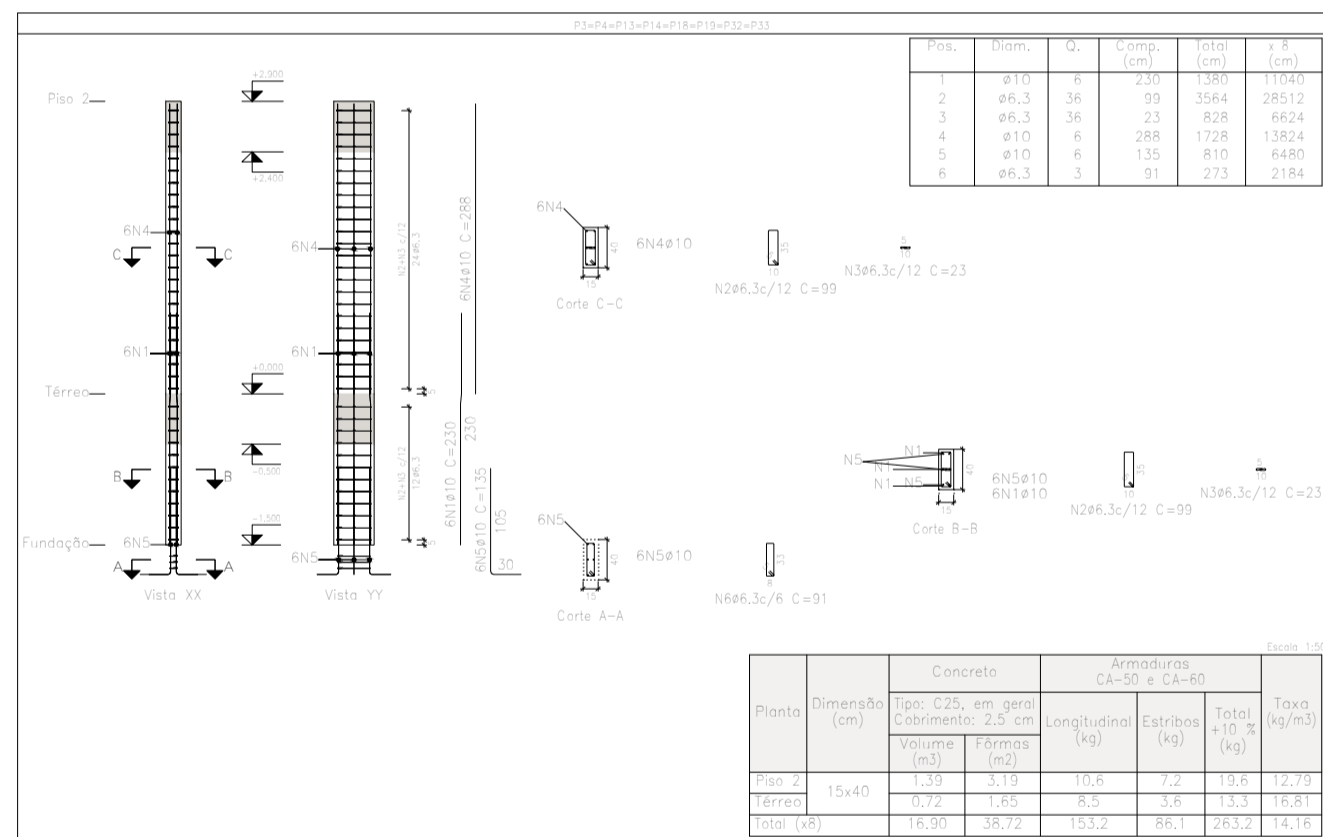 P3=P4=P13=P14=P18=P19=P32=P33
Pos. Diam. Q. Comp. (cm) Total (cm) x 8 (cm)
1 ø10 6 230 1380 11040
2 ø6.3 36 99 3564 28512
3 ø6.3 36 23 828 6624
4 ø10 6 288 1728 13824
5 ø10 6 135 810 6480
6 ø6.3 3 91 273 2184
Piso 2
+2,900
+2,400
6N4
6N4
C C
6N1
6N1
+0,000
Térreo
-0,500
B B
-1,500
Fundação
6N5
6N5
A A
Vista XX
Vista YY
N2+N3 c/12
24ø6,3
5
N2+N3 c/12
12ø6,3
5
6N4ø10 C=288
6N1ø10 C=230
230
6N5ø10 C=135
105
30
6N4
40
15
6N4ø10
Corte C-C
35
10
N2ø6.3c/12 C=99
5
10
N3ø6.3c/12 C=23
N1
N5
N1
N1 N5
40
15
6N5ø10
6N1ø10
Corte B-B
35
10
N2ø6.3c/12 C=99
5
10
N3ø6.3c/12 C=23
6N5
40
15
6N5ø10
Corte A-A
33
8
N6ø6.3c/6 C=91
Escala 1:50
Planta Dimensão (cm) Concreto Armaduras CA-50 e CA-60 Taxa (kg/m3)
Tipo: C25, em geral
Cobrimento: 2.5 cm
Volume (m3) Fôrmas (m2) Longitudinal (kg) Estribos (kg) Total +10 % (kg)
Piso 2 15x40 1.39 3.19 10.6 7.2 19.6 12.79
Térreo 0.72 1.65 8.5 3.6 13.3 16.81
Total (x8) 16.90 38.72 153.2 86.1 263.2 14.16